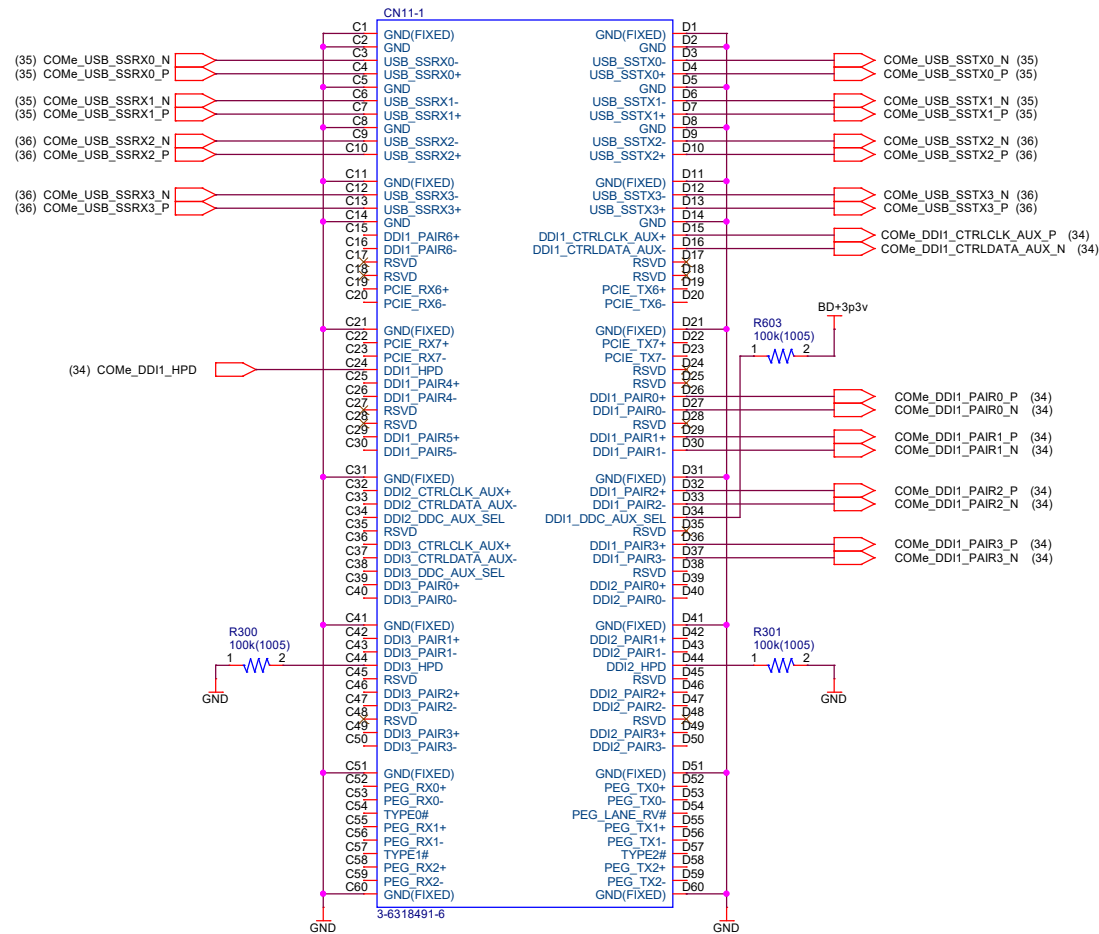 CN11-1
C1 GND(FIXED) GND(FIXED) D1
C2 GND GND D2
(35) COMe_USB_SSRX0_N C3 USB_SSRX0- USB_SSTX0- D3 COMe_USB_SSTX0_N (35)
(35) COMe_USB_SSRX0_P C4 USB_SSRX0+ USB_SSTX0+ D4 COMe_USB_SSTX0_P (35)
C5 GND GND D5
(35) COMe_USB_SSRX1_N C6 USB_SSRX1- USB_SSTX1- D6 COMe_USB_SSTX1_N (35)
(35) COMe_USB_SSRX1_P C7 USB_SSRX1+ USB_SSTX1+ D7 COMe_USB_SSTX1_P (35)
C8 GND GND D8
(36) COMe_USB_SSRX2_N C9 USB_SSRX2- USB_SSTX2- D9 COMe_USB_SSTX2_N (36)
(36) COMe_USB_SSRX2_P C10 USB_SSRX2+ USB_SSTX2+ D10 COMe_USB_SSTX2_P (36)
C11 GND(FIXED) GND(FIXED) D11
(36) COMe_USB_SSRX3_N C12 USB_SSRX3- USB_SSTX3- D12 COMe_USB_SSTX3_N (36)
(36) COMe_USB_SSRX3_P C13 USB_SSRX3+ USB_SSTX3+ D13 COMe_USB_SSTX3_P (36)
C14 GND GND D14
C15 DDI1_PAIR6+ DDI1_CTRLCLK_AUX+ D15 COMe_DDI1_CTRLCLK_AUX_P (34)
C16 DDI1_PAIR6- DDI1_CTRLDATA_AUX- D16 COMe_DDI1_CTRLDATA_AUX_N (34)
C17 RSVD RSVD D17
C18 RSVD RSVD D18
C19 PCIE_RX6+ PCIE_TX6+ D19
C20 PCIE_RX6- PCIE_TX6- D20
BD+3p3v
C21 GND(FIXED) GND(FIXED) D21 R603
C22 PCIE_RX7+ PCIE_TX7+ D22 100k(1005)
C23 PCIE_RX7- PCIE_TX7- D23 1 2
(34) COMe_DDI1_HPD C24 DDI1_HPD RSVD D24
C25 DDI1_PAIR4+ RSVD D25
C26 DDI1_PAIR4- DDI1_PAIR0+ D26 COMe_DDI1_PAIR0_P (34)
C27 RSVD DDI1_PAIR0- D27 COMe_DDI1_PAIR0_N (34)
C28 RSVD RSVD D28
C29 DDI1_PAIR5+ DDI1_PAIR1+ D29 COMe_DDI1_PAIR1_P (34)
C30 DDI1_PAIR5- DDI1_PAIR1- D30 COMe_DDI1_PAIR1_N (34)
C31 GND(FIXED) GND(FIXED) D31
C32 DDI2_CTRLCLK_AUX+ DDI1_PAIR2+ D32 COMe_DDI1_PAIR2_P (34)
C33 DDI2_CTRLDATA_AUX- DDI1_PAIR2- D33 COMe_DDI1_PAIR2_N (34)
C34 DDI2_DDC_AUX_SEL DDI1_DDC_AUX_SEL D34
C35 RSVD RSVD D35
C36 DDI3_CTRLCLK_AUX+ DDI1_PAIR3+ D36 COMe_DDI1_PAIR3_P (34)
C37 DDI3_CTRLDATA_AUX- DDI1_PAIR3- D37 COMe_DDI1_PAIR3_N (34)
C38 DDI3_DDC_AUX_SEL RSVD D38
C39 DDI3_PAIR0+ DDI2_PAIR0+ D39
C40 DDI3_PAIR0- DDI2_PAIR0- D40
C41 GND(FIXED) GND(FIXED) D41
R300 C42 DDI3_PAIR1+ DDI2_PAIR1+ D42 R301
100k(1005) C43 DDI3_PAIR1- DDI2_PAIR1- D43 100k(1005)
1 2 C44 DDI3_HPD DDI2_HPD D44 1 2
C45 RSVD RSVD D45
C46 DDI3_PAIR2+ DDI2_PAIR2+ D46
GND C47 DDI3_PAIR2- DDI2_PAIR2- D47 GND
C48 RSVD RSVD D48
C49 DDI3_PAIR3+ DDI2_PAIR3+ D49
C50 DDI3_PAIR3- DDI2_PAIR3- D50
C51 GND(FIXED) GND(FIXED) D51
C52 PEG_RX0+ PEG_TX0+ D52
C53 PEG_RX0- PEG_TX0- D53
C54 TYPE0# PEG_LANE_RV# D54
C55 PEG_RX1+ PEG_TX1+ D55
C56 PEG_RX1- PEG_TX1- D56
C57 TYPE1# TYPE2# D57
C58 PEG_RX2+ PEG_TX2+ D58
C59 PEG_RX2- PEG_TX2- D59
C60 GND(FIXED) GND(FIXED) D60
3-6318491-6
GND GND